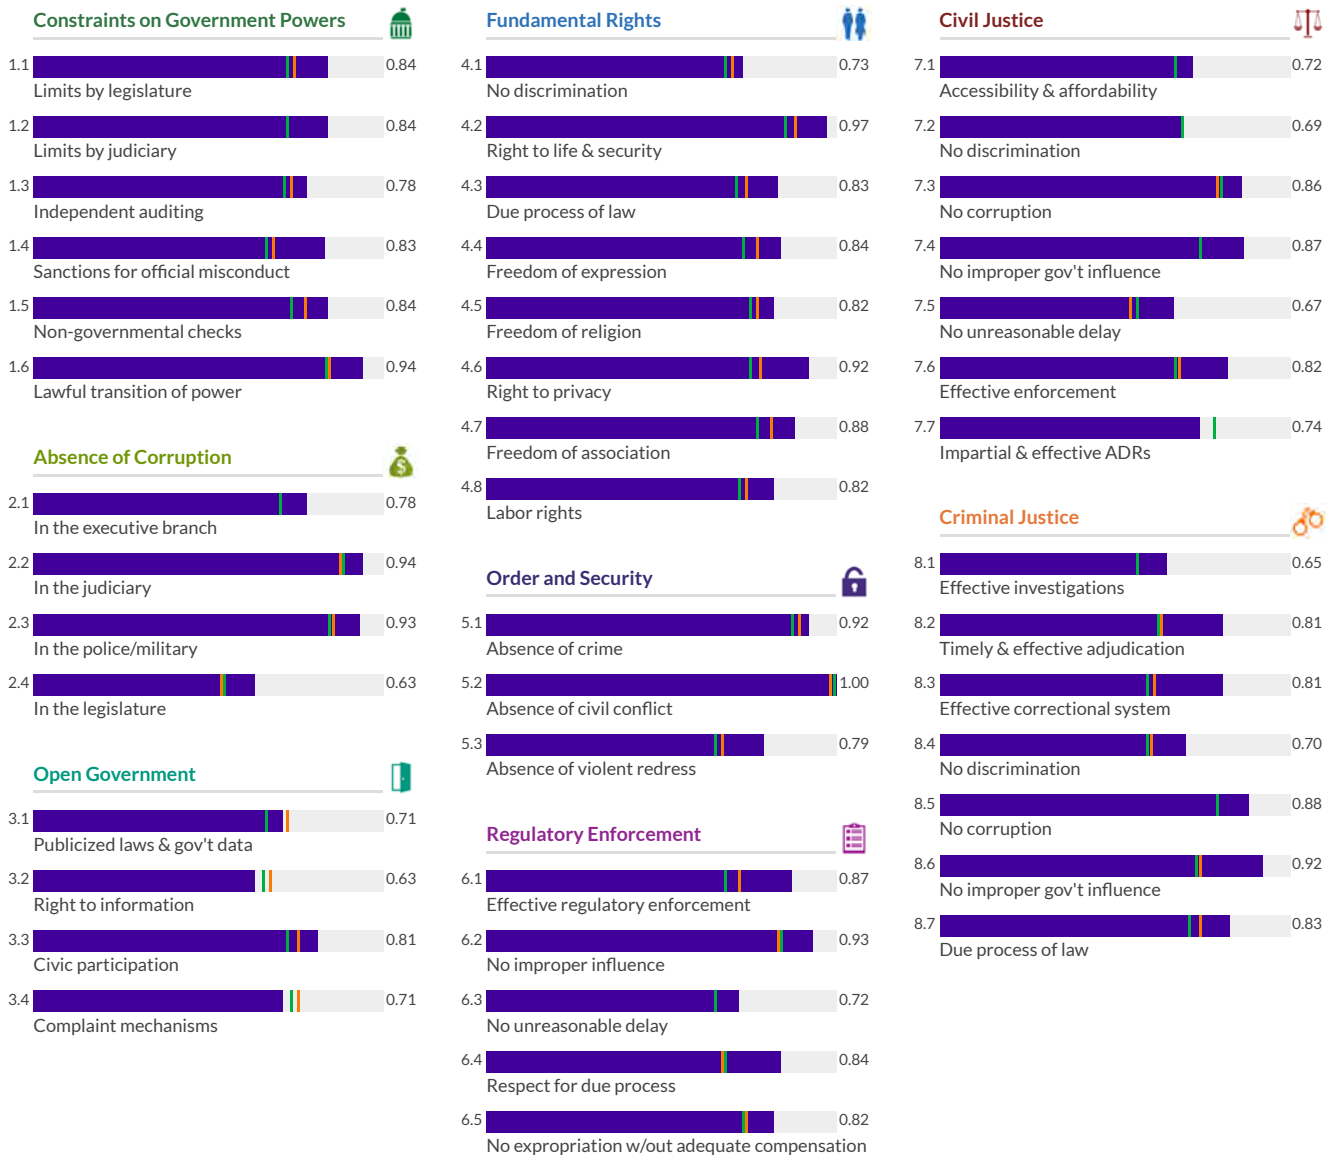 Constraints on Government Powers
1.1 0.84
Limits by legislature
1.2 0.84
Limits by judiciary
1.3 0.78
Independent auditing
1.4 0.83
Sanctions for official misconduct
1.5 0.84
Non-governmental checks
1.6 0.94
Lawful transition of power
Absence of Corruption
$
2.1 0.78
In the executive branch
2.2 0.94
In the judiciary
2.3 0.93
In the police/military
2.4 0.63
In the legislature
Open Government
3.1 0.71
Publicized laws & gov't data
3.2 0.63
Right to information
3.3 0.81
Civic participation
3.4 0.71
Complaint mechanisms
Fundamental Rights
4.1 0.73
No discrimination
4.2 0.97
Right to life & security
4.3 0.83
Due process of law
4.4 0.84
Freedom of expression
4.5 0.82
Freedom of religion
4.6 0.92
Right to privacy
4.7 0.88
Freedom of association
4.8 0.82
Labor rights
Order and Security
5.1 0.92
Absence of crime
5.2 1.00
Absence of civil conflict
5.3 0.79
Absence of violent redress
Regulatory Enforcement
6.1 0.87
Effective regulatory enforcement
6.2 0.93
No improper influence
6.3 0.72
No unreasonable delay
6.4 0.84
Respect for due process
6.5 0.82
No expropriation w/out adequate compensation
Civil Justice
7.1 0.72
Accessibility & affordability
7.2 0.69
No discrimination
7.3 0.86
No corruption
7.4 0.87
No improper gov't influence
7.5 0.67
No unreasonable delay
7.6 0.82
Effective enforcement
7.7 0.74
Impartial & effective ADRs
Criminal Justice
8.1 0.65
Effective investigations
8.2 0.81
Timely & effective adjudication
8.3 0.81
Effective correctional system
8.4 0.70
No discrimination
8.5 0.88
No corruption
8.6 0.92
No improper gov't influence
8.7 0.83
Due process of law